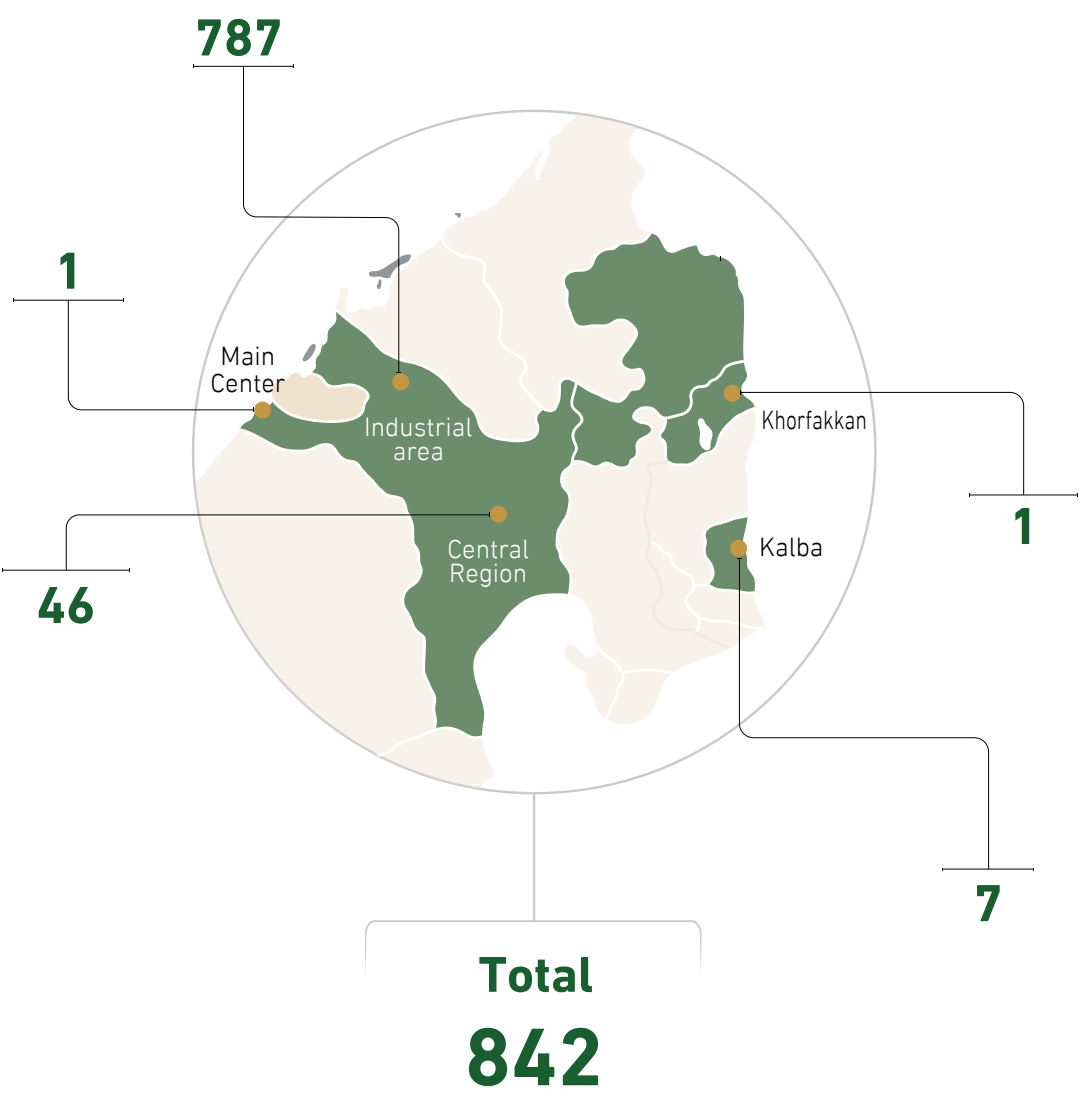 787
1
Main
Center
Industrial
area
Khorfakkan
1
Central
Region
46
Kalba
7
Total
842